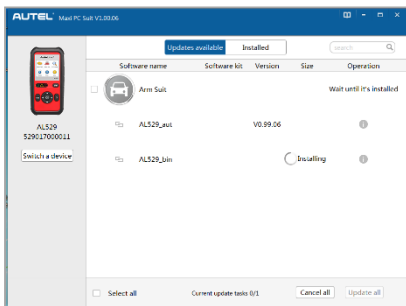 AUTEL Maxi PC Suit V1.00.06
Updates available Installed
search
Software name Software kit Version Size Operation
Arm Suit Wait until it's installed
AL529_aut V0.99.06
AL529_bin Installing
AL529
529017000011
Switch a device
Select all Current update tasks 0/1 Cancel all Update all